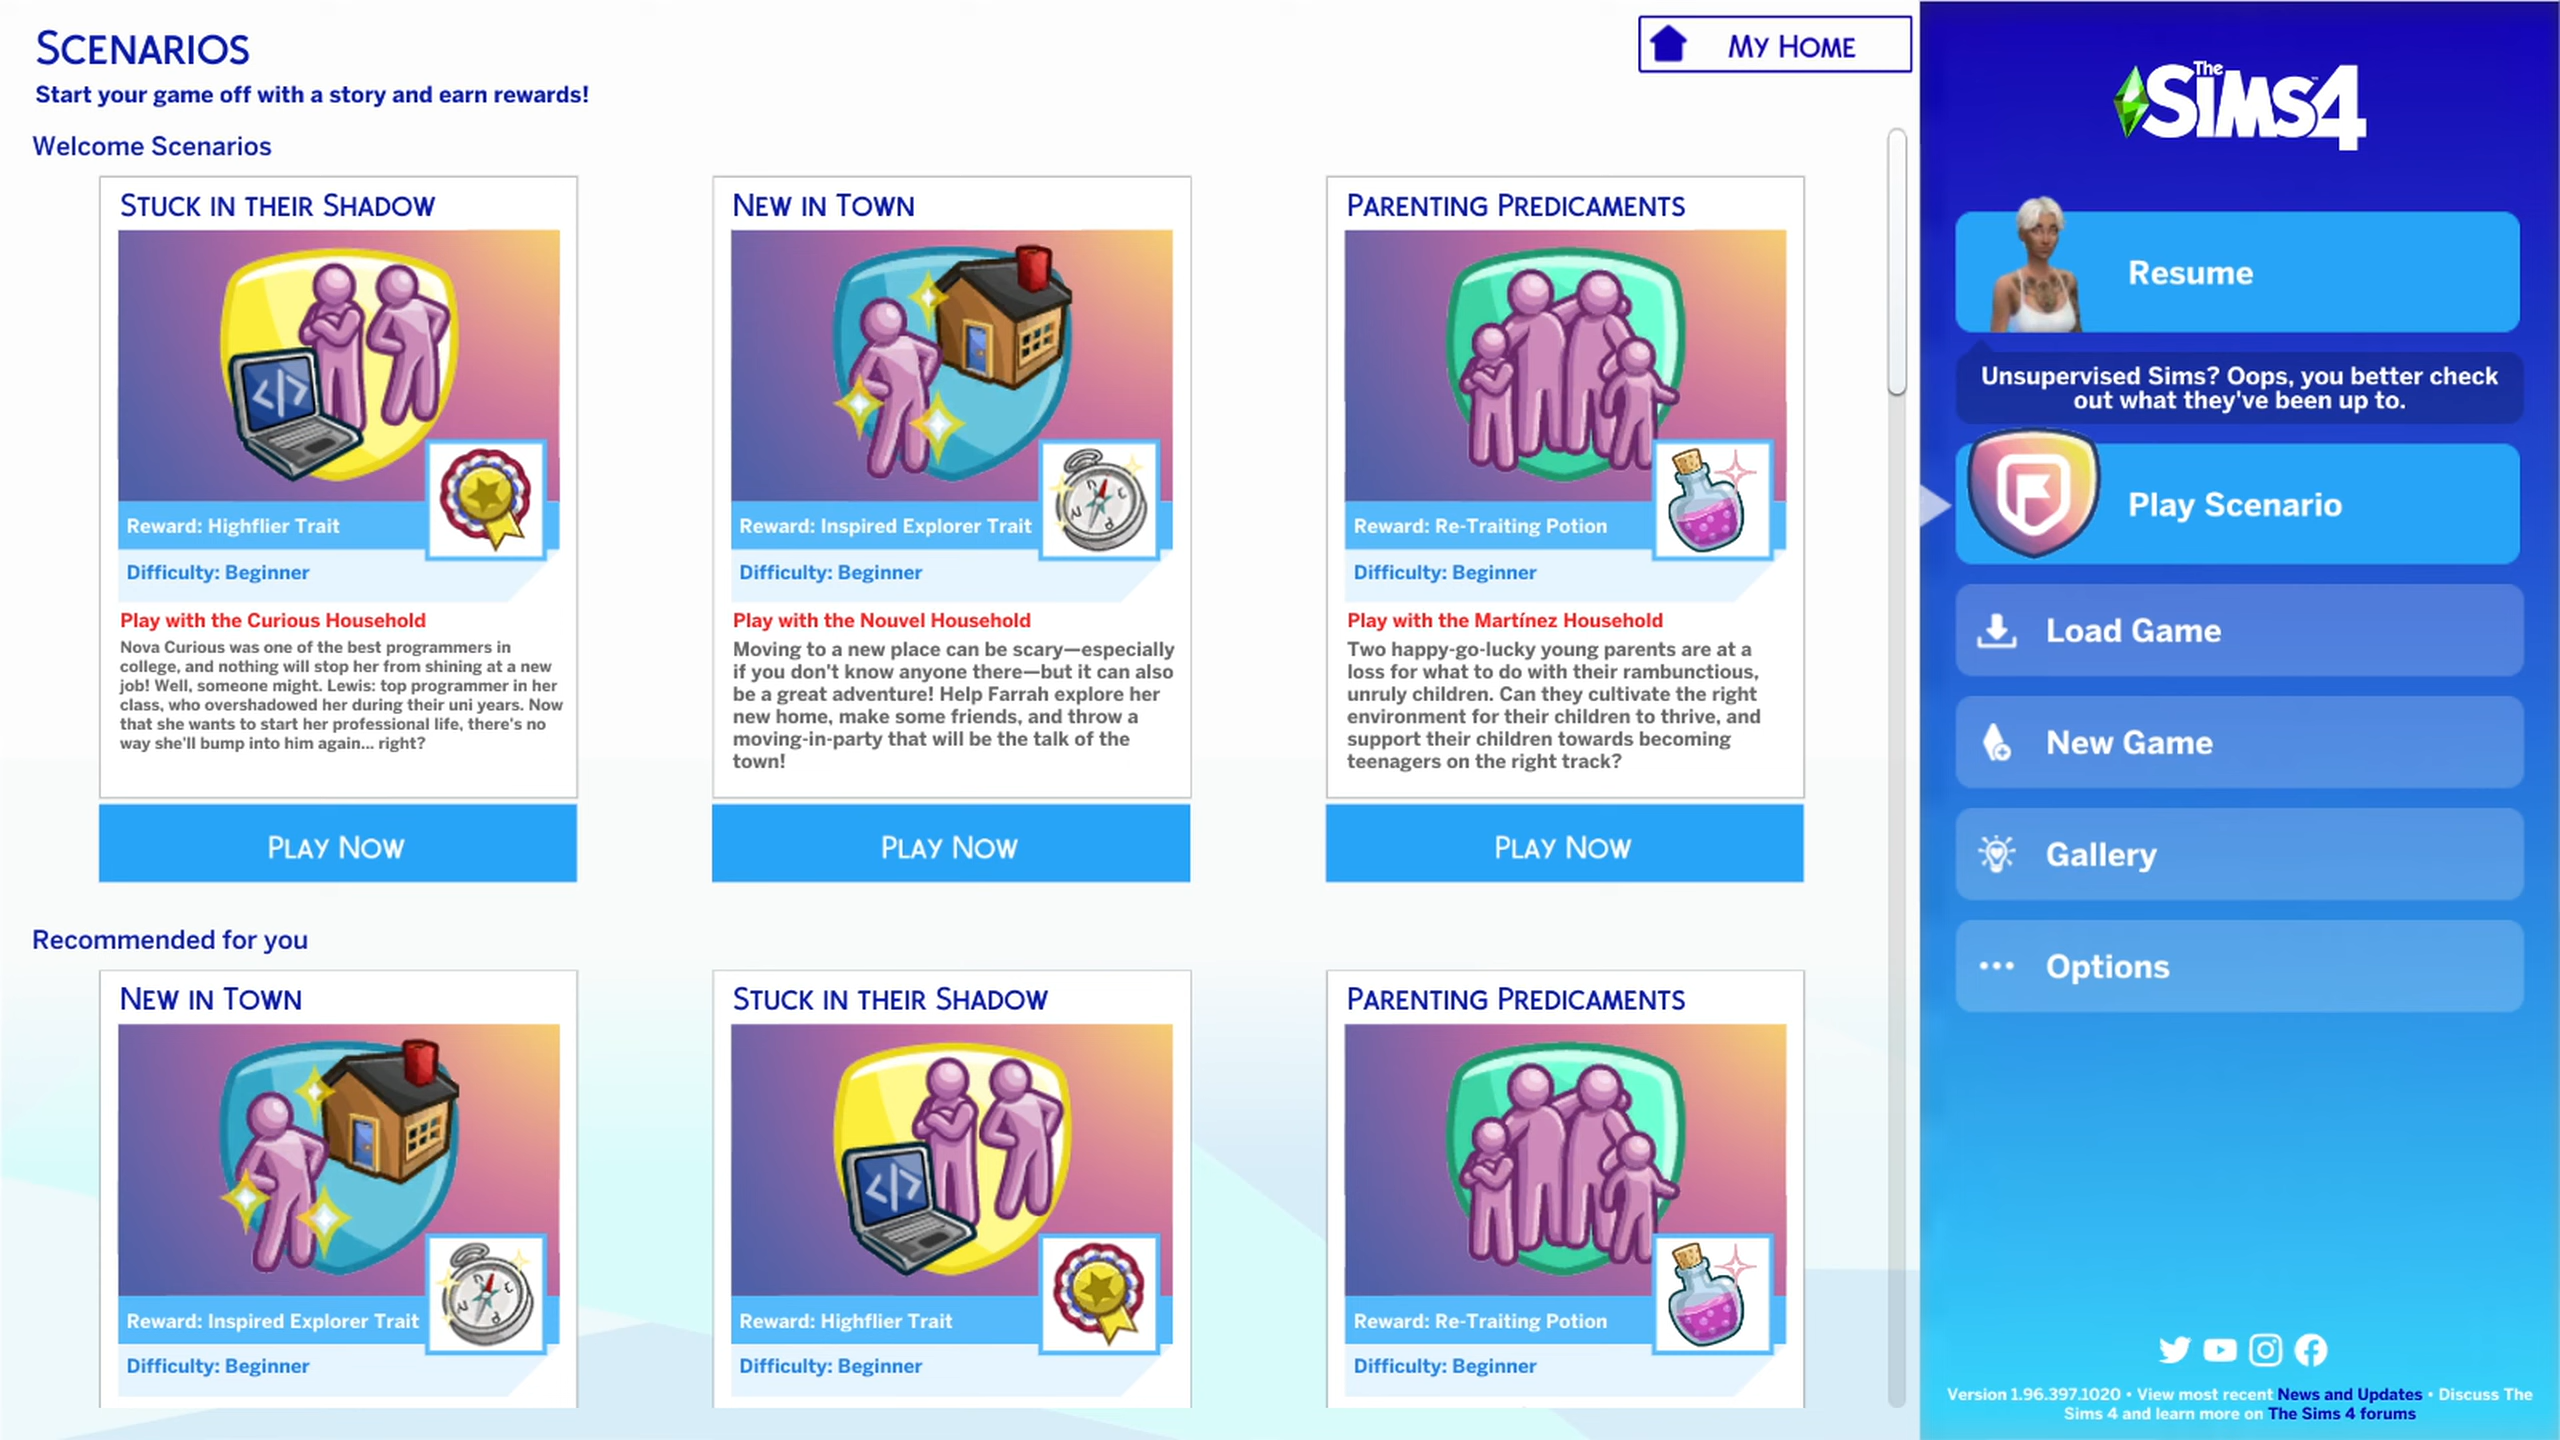 SCENARIOS
Start your game off with a story and earn rewards!
MY HOME
Welcome Scenarios
STUCK IN THEIR SHADOW
Reward: Highflier Trait
Difficulty: Beginner
Play with the Curious Household
Nova Curious was one of the best programmers in
college, and nothing will stop her from shining at a new
job! Well, someone might. Lewis: top programmer in her
class, who overshadowed her during their uni years. Now
that she wants to start her professional life, there's no
way she'll bump into him again... right?
PLAY NOW
NEW IN TOWN
Reward: Inspired Explorer Trait
Difficulty: Beginner
Play with the Nouvel Household
Moving to a new place can be scary—especially
if you don't know anyone there—but it can also
be a great adventure! Help Farrah explore her
new home, make some friends, and throw a
moving-in-party that will be the talk of the
town!
PLAY NOW
PARENTING PREDICAMENTS
Reward: Re-Traiting Potion
Difficulty: Beginner
Play with the Martínez Household
Two happy-go-lucky young parents are at a
loss for what to do with their rambunctious,
unruly children. Can they cultivate the right
environment for their children to thrive, and
support their children towards becoming
teenagers on the right track?
PLAY NOW
Recommended for you
NEW IN TOWN
Reward: Inspired Explorer Trait
Difficulty: Beginner
STUCK IN THEIR SHADOW
Reward: Highflier Trait
Difficulty: Beginner
PARENTING PREDICAMENTS
Reward: Re-Traiting Potion
Difficulty: Beginner
The SIMS 4
Resume
Unsupervised Sims? Oops, you better check
out what they've been up to.
Play Scenario
Load Game
New Game
Gallery
Options
Version 1.96.397.1020 • View most recent News and Updates • Discuss The
Sims 4 and learn more on The Sims 4 forums